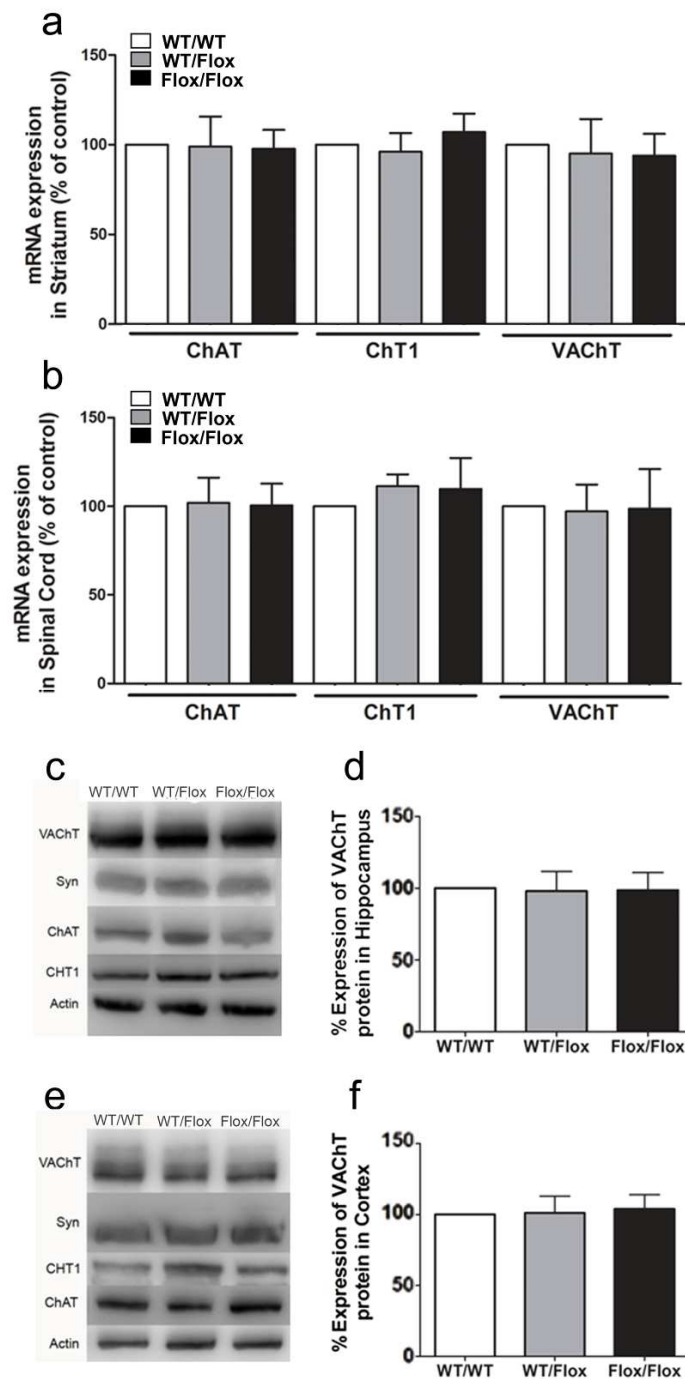 a
WT/WT
WT/Flox
Flox/Flox
mRNA expression
in Striatum (% of control)
150
100
50
0
ChAT ChT1 VAChT
b
WT/WT
WT/Flox
Flox/Flox
mRNA expression
in Spinal Cord (% of control)
150
100
50
0
ChAT ChT1 VAChT
c
WT/WT WT/Flox Flox/Flox
VAChT
Syn
ChAT
CHT1
Actin
d
% Expression of VAChT
protein in Hippocampus
150
100
50
0
WT/WT WT/Flox Flox/Flox
e
WT/WT WT/Flox Flox/Flox
VAChT
Syn
CHT1
ChAT
Actin
f
% Expression of VAChT
protein in Cortex
150
100
50
0
WT/WT WT/Flox Flox/Flox